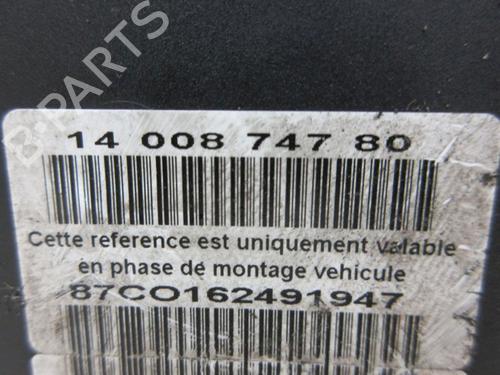 B-PARTS
14 008 747 80
Cette reference est uniquement valable
en phase de montage vehicule
87CO162491947